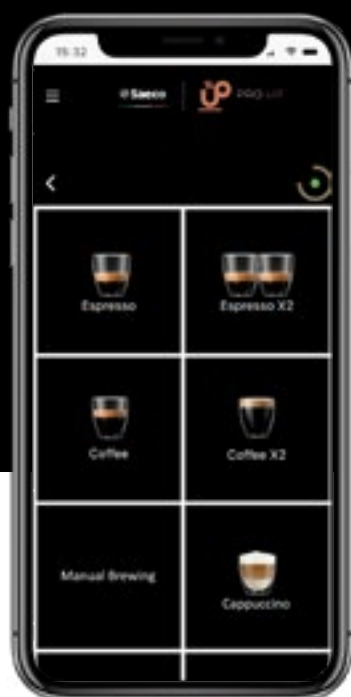 15:32
Saeco
UP PRO
Espresso
Espresso X2
Coffee
Coffee X2
Manual Brewing
Cappuccino